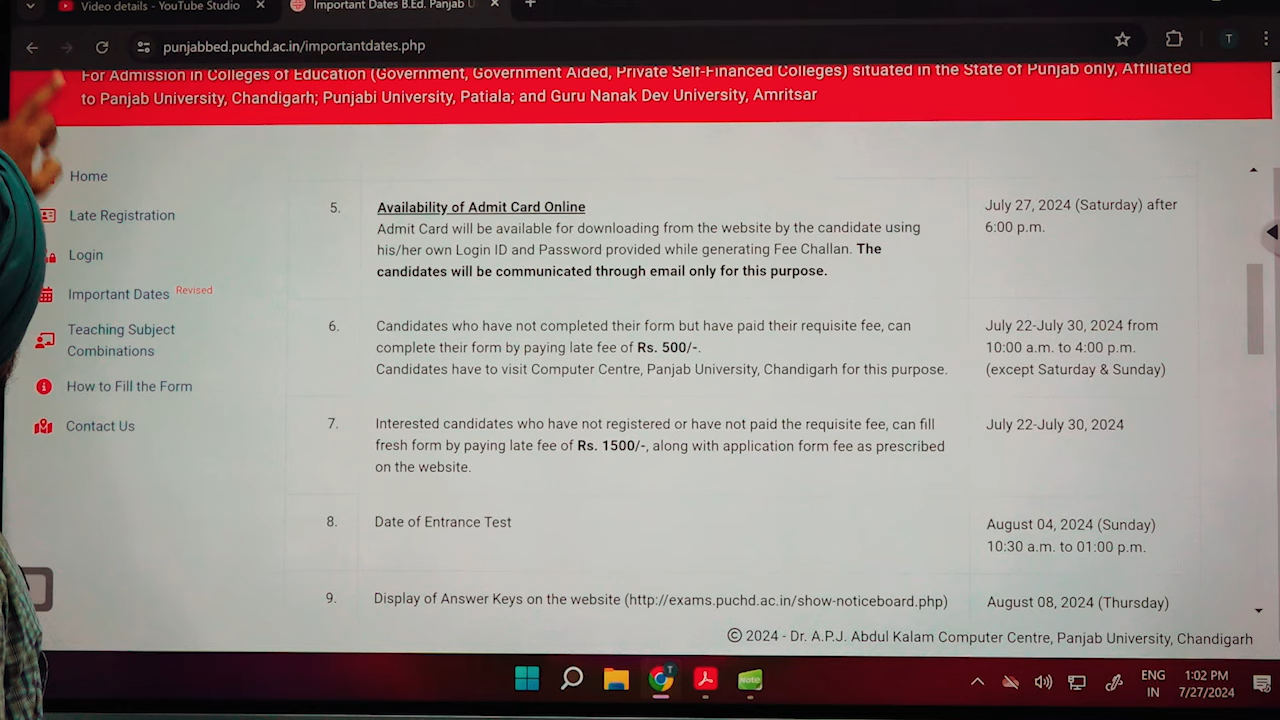 Video details - YouTube Studio
Important Dates B.Ed. Panjab U
punjabbed.puchd.ac.in/importantdates.php
T
For Admission in Colleges of Education (Government, Government Aided, Private Self-Financed Colleges) situated in the State of Punjab only, Affiliated
to Panjab University, Chandigarh; Punjabi University, Patiala; and Guru Nanak Dev University, Amritsar
Home
Late Registration
Login
Important Dates Revised
Teaching Subject
Combinations
How to Fill the Form
Contact Us
5.
Availability of Admit Card Online
Admit Card will be available for downloading from the website by the candidate using
his/her own Login ID and Password provided while generating Fee Challan. The
candidates will be communicated through email only for this purpose.
July 27, 2024 (Saturday) after
6:00 p.m.
6.
Candidates who have not completed their form but have paid their requisite fee, can
complete their form by paying late fee of Rs. 500/-.
Candidates have to visit Computer Centre, Panjab University, Chandigarh for this purpose.
July 22-July 30, 2024 from
10:00 a.m. to 4:00 p.m.
(except Saturday & Sunday)
7.
Interested candidates who have not registered or have not paid the requisite fee, can fill
fresh form by paying late fee of Rs. 1500/-, along with application form fee as prescribed
on the website.
July 22-July 30, 2024
8.
Date of Entrance Test
August 04, 2024 (Sunday)
10:30 a.m. to 01:00 p.m.
9.
Display of Answer Keys on the website (http://exams.puchd.ac.in/show-noticeboard.php)
August 08, 2024 (Thursday)
© 2024 - Dr. A.P.J. Abdul Kalam Computer Centre, Panjab University, Chandigarh
T
Note
ENG
IN
1:02 PM
7/27/2024